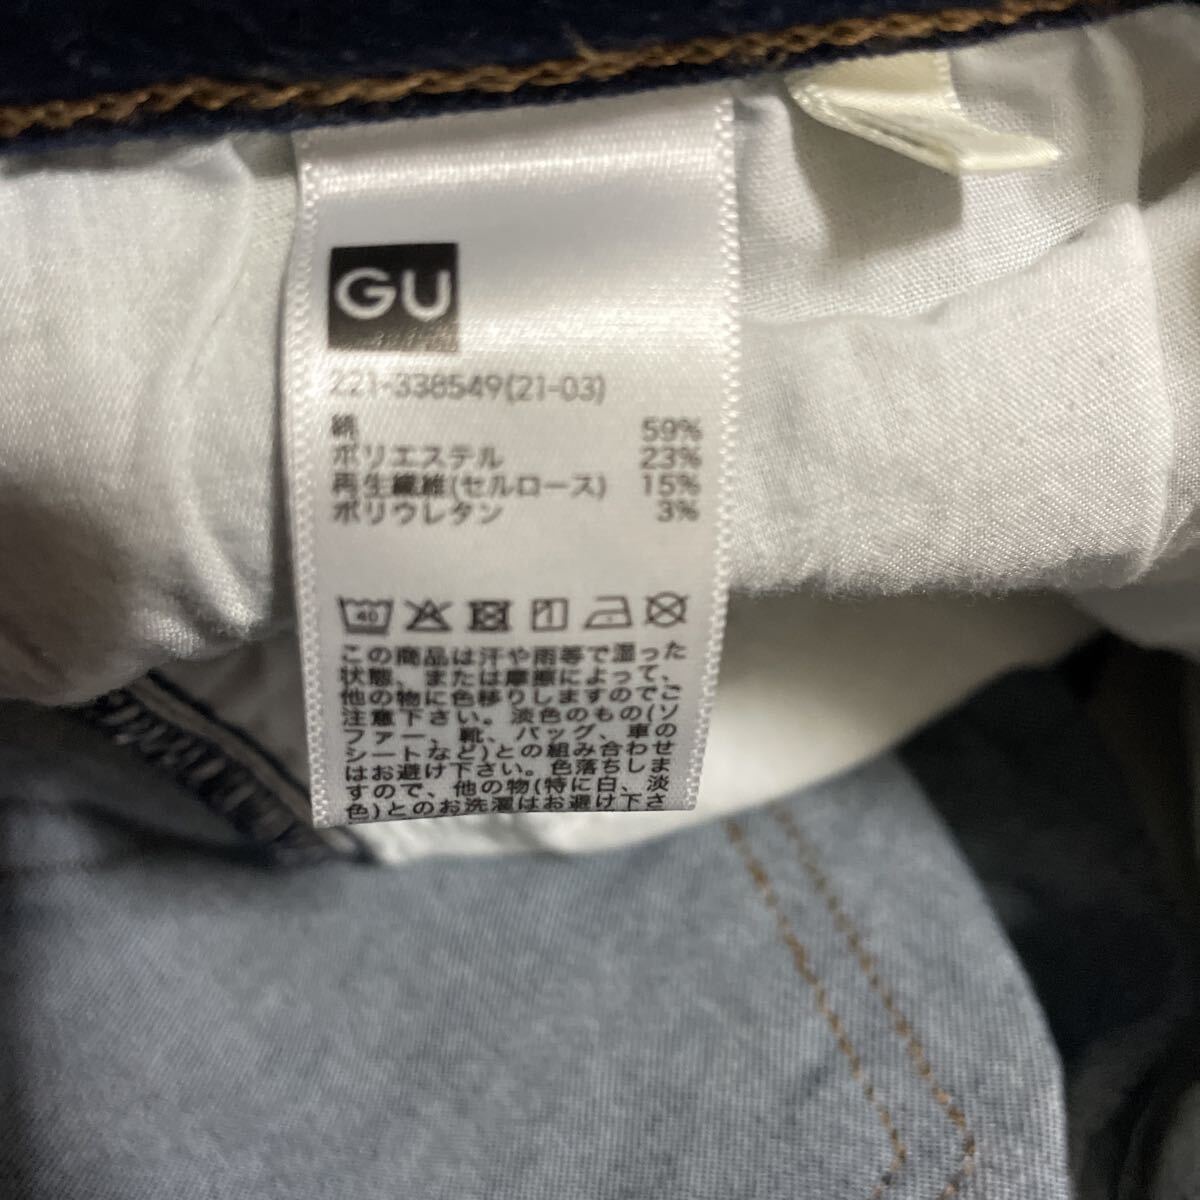 GU
221-338549(21-03)
綿 59%
ポリエステル 23%
再生繊維(セルロース) 15%
ポリウレタン 3%
40
この商品は汗や雨等で湿った
状態、または摩擦によって、
他の物に色移りしますのでご
注意下さい。淡色のもの(ソ
ファー、靴、バッグ、車の
シートなど)との組み合わせ
はお避け下さい。色落ちしま
すので、他の物(特に白、淡
色)とのお洗濯はお避け下さ